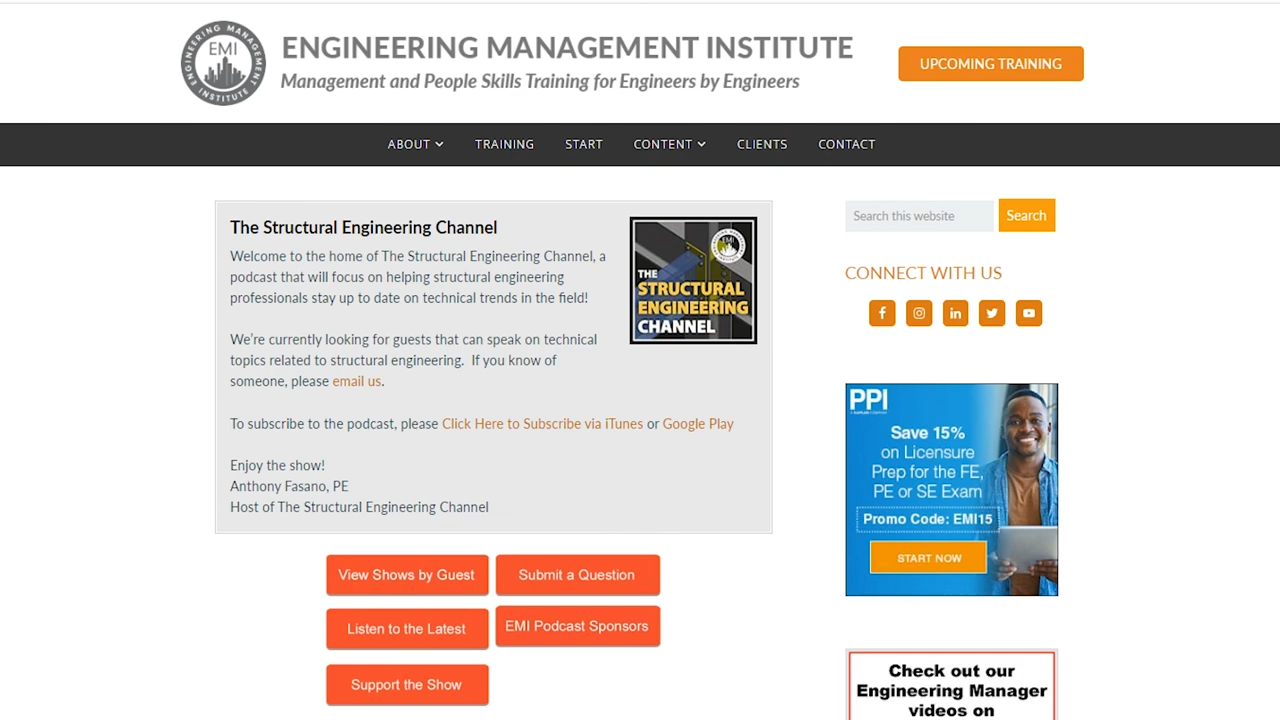 ENGINEERING MANAGEMENT INSTITUTE
EMI
ENGINEERING MANAGEMENT INSTITUTE
Management and People Skills Training for Engineers by Engineers
UPCOMING TRAINING
ABOUT
TRAINING
START
CONTENT
CLIENTS
CONTACT
The Structural Engineering Channel
Welcome to the home of The Structural Engineering Channel, a
podcast that will focus on helping structural engineering
professionals stay up to date on technical trends in the field!
We're currently looking for guests that can speak on technical
topics related to structural engineering. If you know of
someone, please email us.
To subscribe to the podcast, please Click Here to Subscribe via iTunes or Google Play
Enjoy the show!
Anthony Fasano, PE
Host of The Structural Engineering Channel
EMI
THE
STRUCTURAL
ENGINEERING
CHANNEL
View Shows by Guest
Submit a Question
Listen to the Latest
EMI Podcast Sponsors
Support the Show
Search this website
Search
CONNECT WITH US
PPI
Save 15%
on Licensure
Prep for the FE,
PE or SE Exam
Promo Code: EMI15
START NOW
Check out our
Engineering Manager
videos on